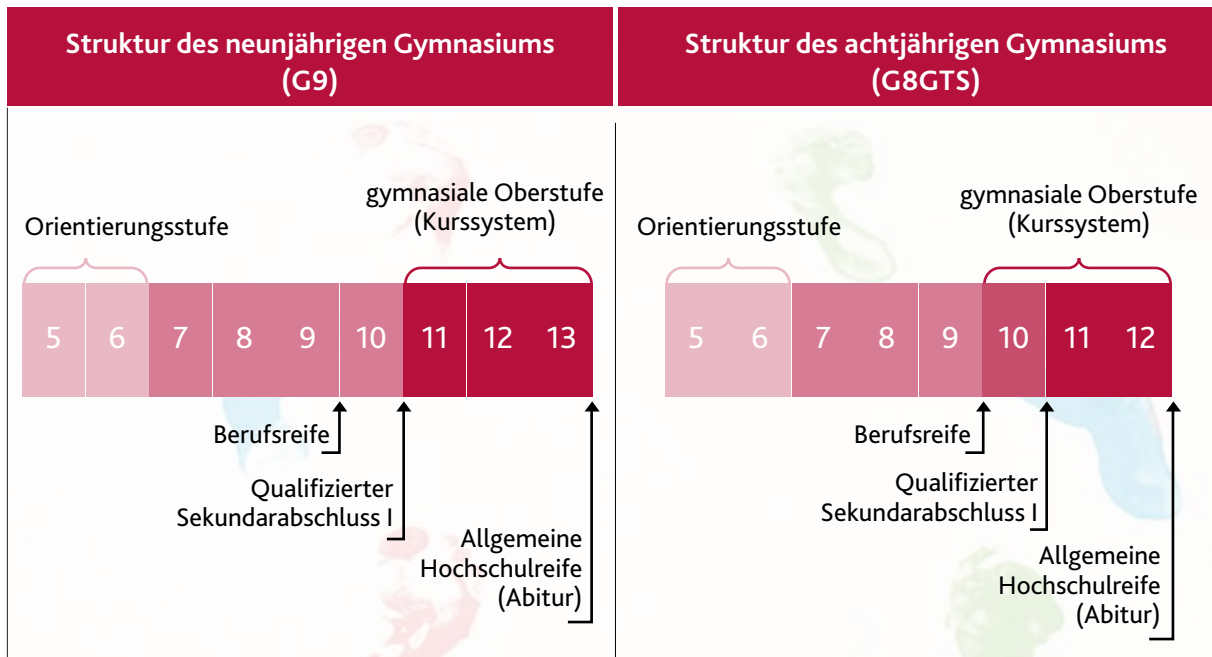 Struktur des neunjährigen Gymnasiums
(G9)
Orientierungsstufe
gymnasiale Oberstufe
(Kurssystem)
5 6 7 8 9 10 11 12 13
Berufsreife
Qualifizierter
Sekundarabschluss I
Allgemeine
Hochschulreife
(Abitur)
Struktur des achtjährigen Gymnasiums
(G8GTS)
Orientierungsstufe
gymnasiale Oberstufe
(Kurssystem)
5 6 7 8 9 10 11 12
Berufsreife
Qualifizierter
Sekundarabschluss I
Allgemeine
Hochschulreife
(Abitur)